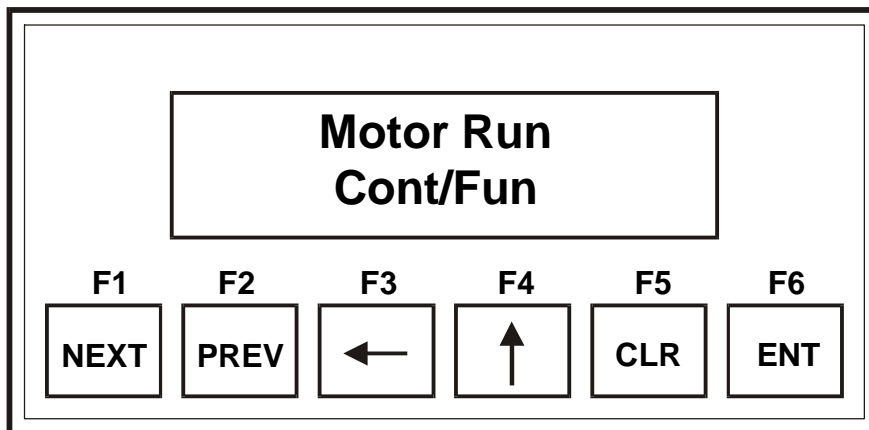 Motor Run
Cont/Fun
F1 F2 F3 F4 F5 F6
NEXT PREV ← ↑ CLR ENT